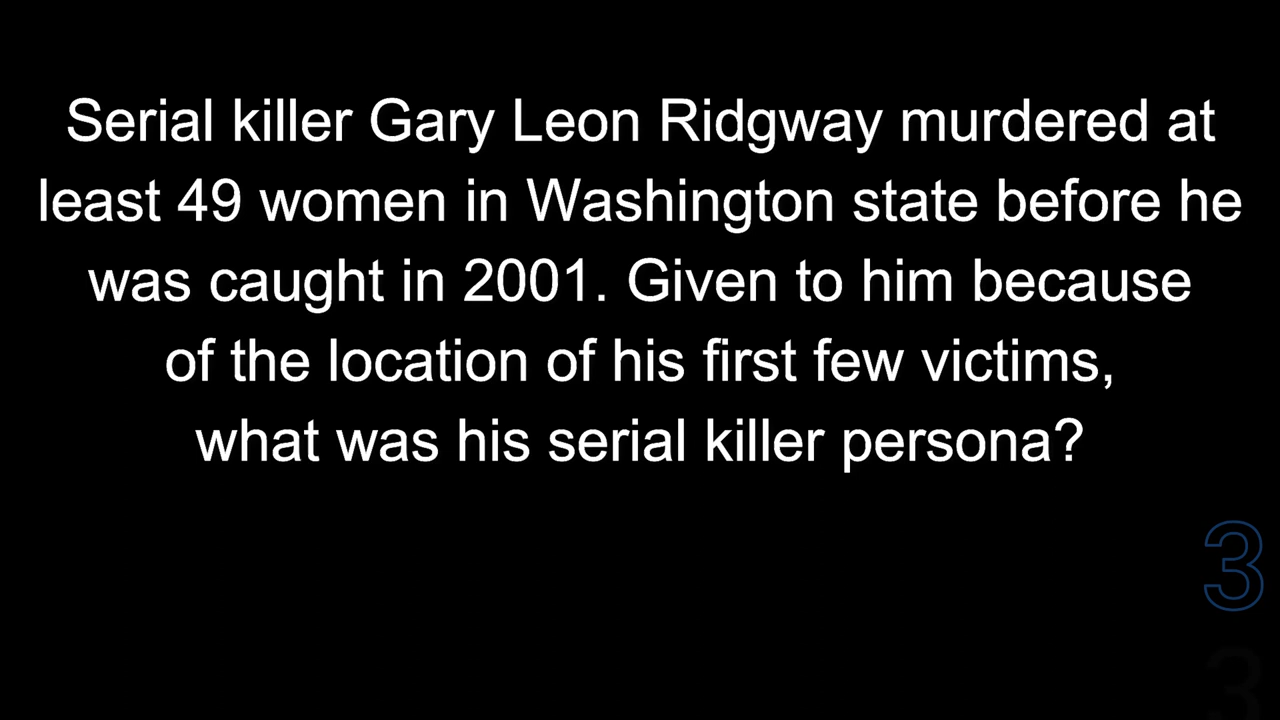 Serial killer Gary Leon Ridgway murdered at
least 49 women in Washington state before he
was caught in 2001. Given to him because
of the location of his first few victims,
what was his serial killer persona?
3
3